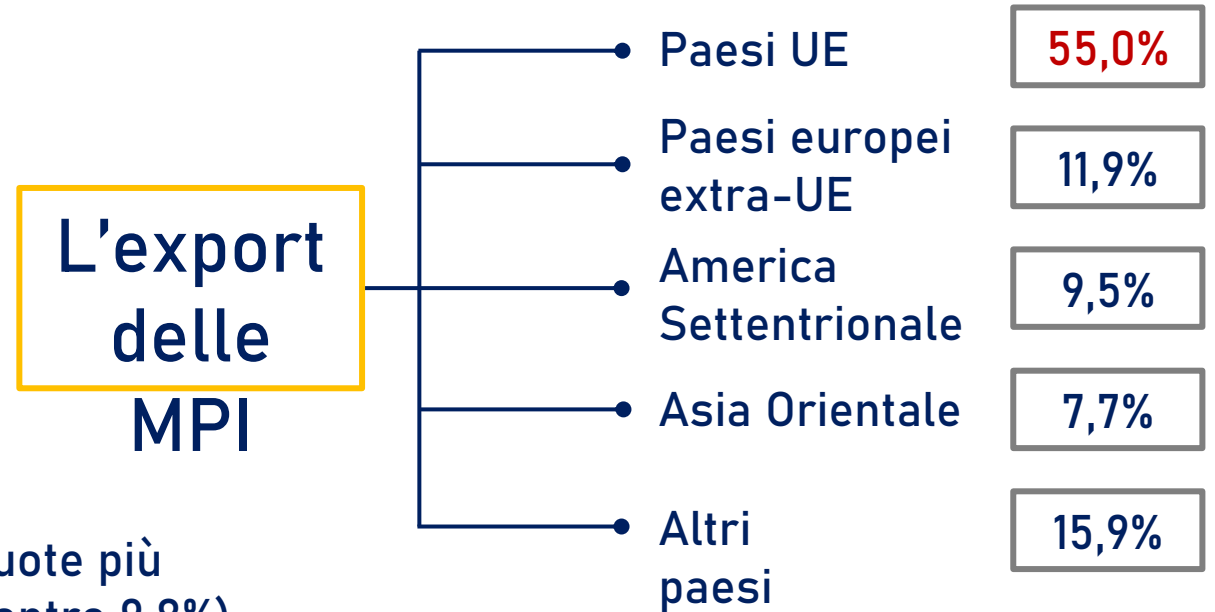 Paesi UE
55,0%
Paesi europei
extra-UE
11,9%
L'export
delle
MPI
America
Settentrionale
9,5%
Asia Orientale
7,7%
Altri
paesi
15,9%
più